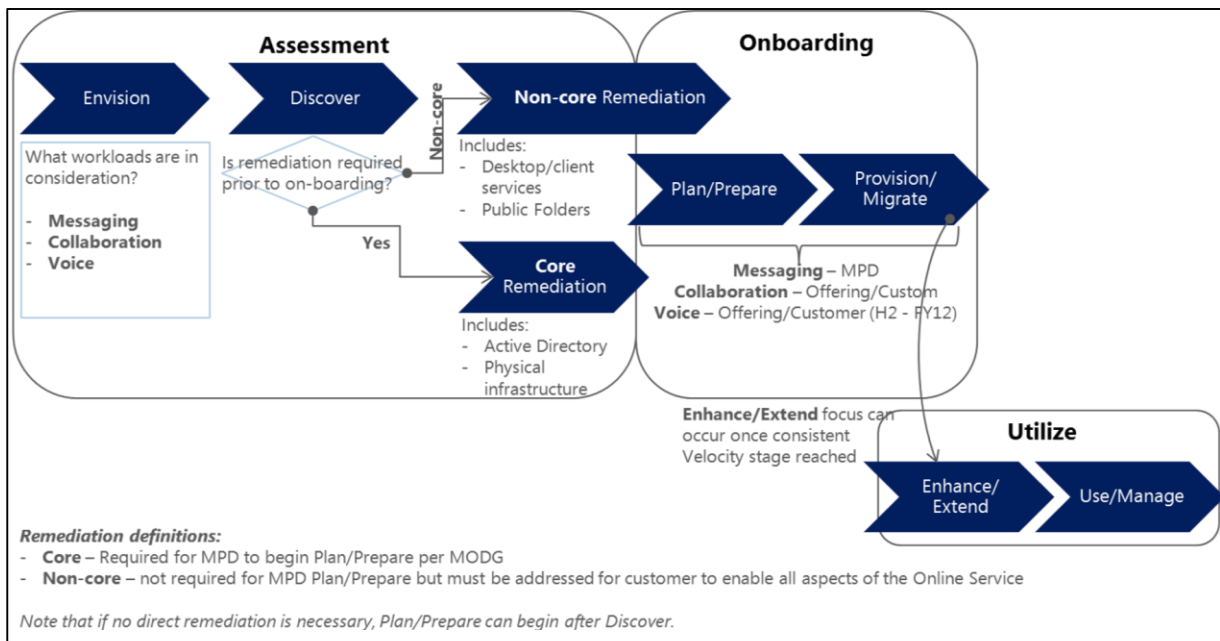 Assessment
Onboarding
Envision
Discover
Non-core Remediation
Non-core
What workloads are in
consideration?
- Messaging
- Collaboration
- Voice
Is remediation required
prior to on-boarding?
Yes
Includes:
- Desktop/client
services
- Public Folders
Core
Remediation
Includes:
- Active Directory
- Physical
infrastructure
Plan/Prepare
Provision/
Migrate
Messaging – MPD
Collaboration – Offering/Custom
Voice – Offering/Customer (H2 - FY12)
Enhance/Extend focus can
occur once consistent
Velocity stage reached
Utilize
Enhance/
Extend
Use/Manage
Remediation definitions:
- Core – Required for MPD to begin Plan/Prepare per MODG
- Non-core – not required for MPD Plan/Prepare but must be addressed for customer to enable all aspects of the Online Service
Note that if no direct remediation is necessary, Plan/Prepare can begin after Discover.